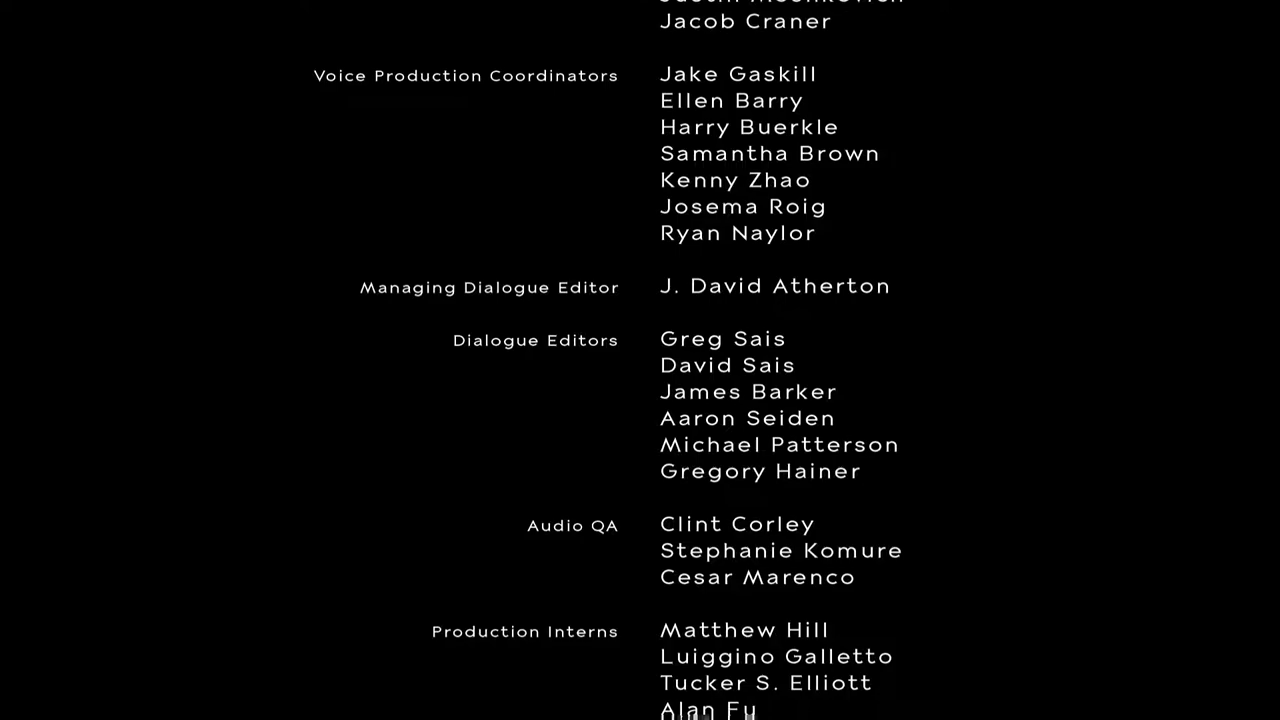 Jacob Craner
Voice Production Coordinators Jake Gaskill
Ellen Barry
Harry Buerkle
Samantha Brown
Kenny Zhao
Josema Roig
Ryan Naylor
Managing Dialogue Editor J. David Atherton
Dialogue Editors Greg Sais
David Sais
James Barker
Aaron Seiden
Michael Patterson
Gregory Hainer
Audio QA Clint Corley
Stephanie Komure
Cesar Marenco
Production Interns Matthew Hill
Luiggino Galletto
Tucker S. Elliott
Alan Fu